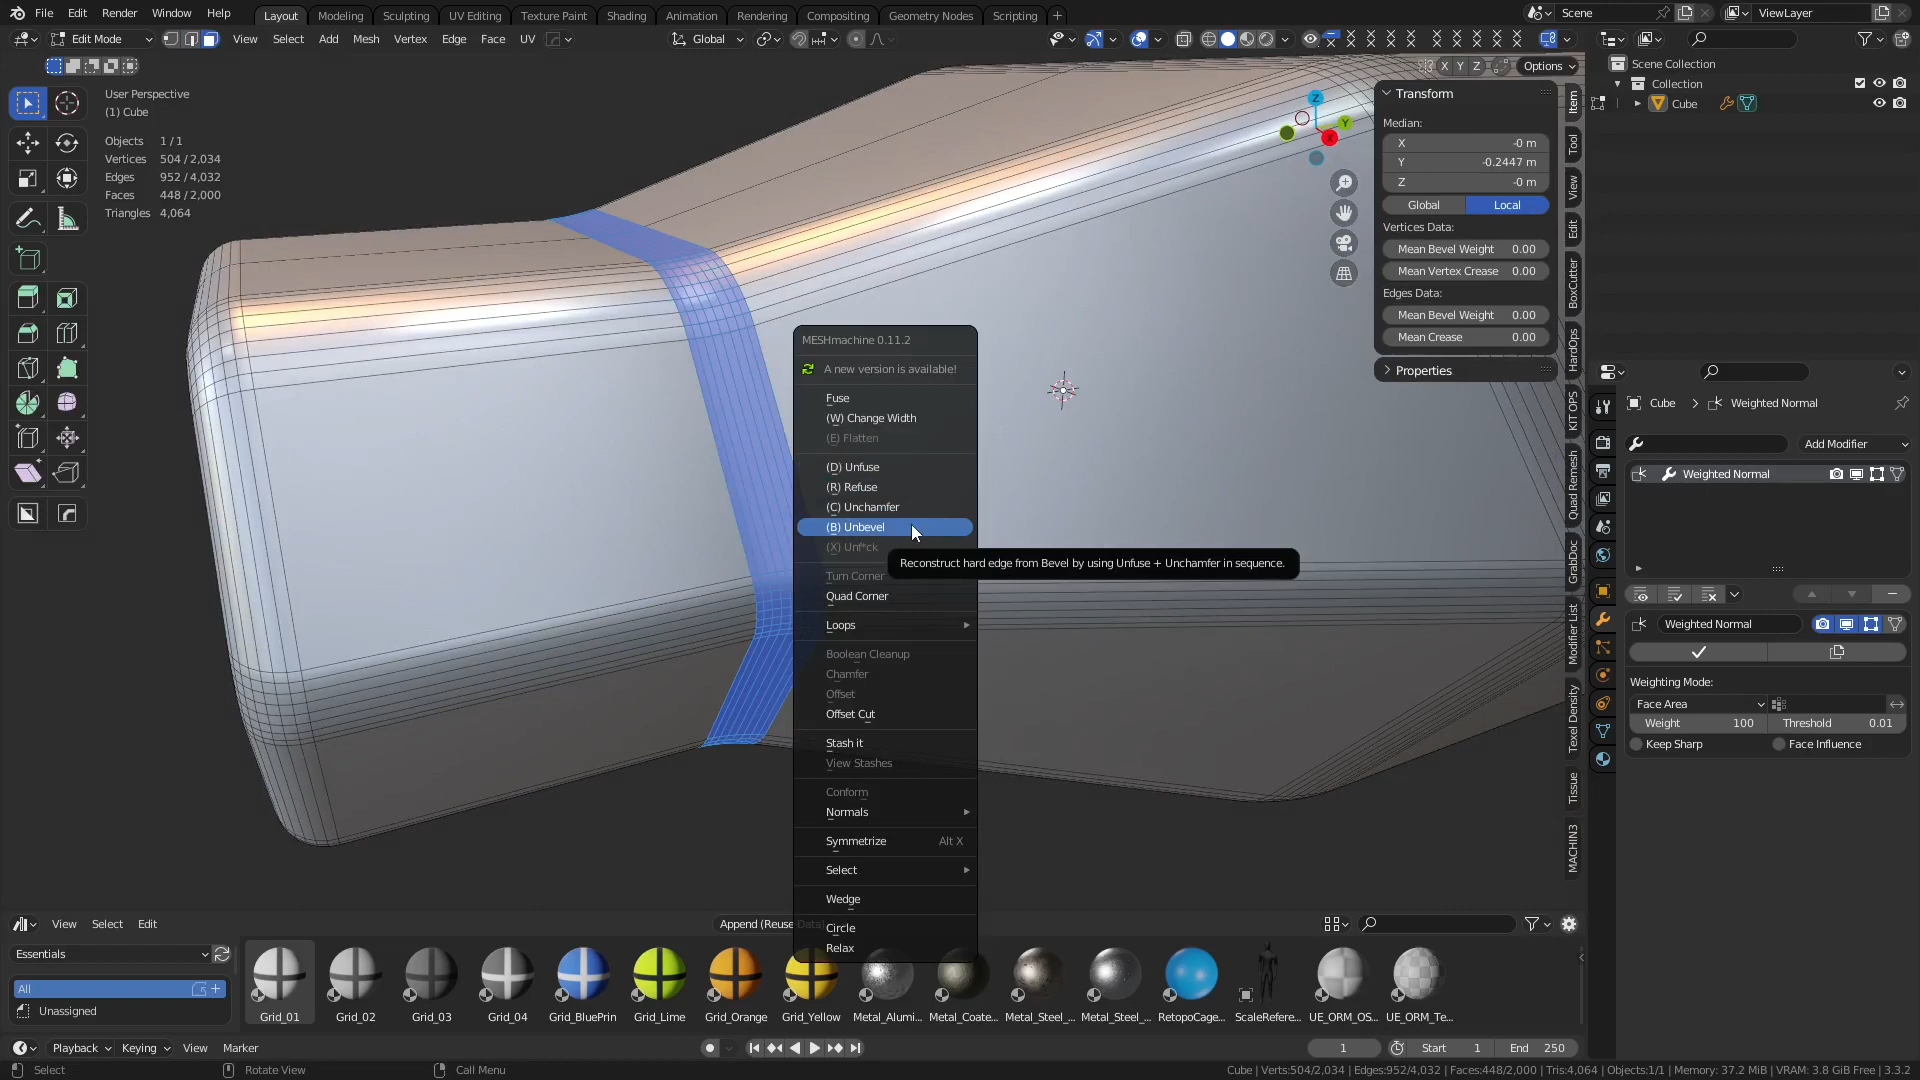 File Edit Render Window Help Layout Modeling Sculpting UV Editing Texture Paint Shading Animation Rendering Compositing Geometry Nodes Scripting + Scene ViewLayer
Edit Mode View Select Add Mesh Vertex Edge Face UV Global
X Y Z Options
User Perspective
(1) Cube
Objects 1 / 1
Vertices 504 / 2,034
Edges 952 / 4,032
Faces 448 / 2,000
Triangles 4,064
Z
Y
X
Transform
Median:
X -0 m
Y -0.2447 m
Z -0 m
Global Local
Vertices Data:
Mean Bevel Weight 0.00
Mean Vertex Crease 0.00
Edges Data:
Mean Bevel Weight 0.00
Mean Crease 0.00
Properties
Item
Tool
View
Edit
BoxCutter
HardOps
KIT OPS
Quad Remesh
GrabDoc
Modifier List
Texel Density
Tissue
MACHIN3
MESHmachine 0.11.2
A new version is available!
Fuse
(W) Change Width
(E) Flatten
(D) Unfuse
(R) Refuse
(C) Unchamfer
(B) Unbevel
(X) Unf*ck
Reconstruct hard edge from Bevel by using Unfuse + Unchamfer in sequence.
Turn Corner
Quad Corner
Loops
Boolean Cleanup
Chamfer
Offset
Offset Cut
Stash it
View Stashes
Conform
Normals
Symmetrize Alt X
Select
Wedge
Circle
Relax
Scene Collection
Collection
Cube
Cube > Weighted Normal
Add Modifier
Weighted Normal
Weighted Normal
Weighting Mode:
Face Area
Weight 100 Threshold 0.01
Keep Sharp Face Influence
View Select Edit Append (Reuse Data)
Essentials
All
Unassigned
Grid_01 Grid_02 Grid_03 Grid_04 Grid_BluePrin Grid_Lime Grid_Orange Grid_Yellow Metal_Alumi... Metal_Coate... Metal_Steel_... Metal_Steel_... RetopoCage... ScaleRefere... UE_ORM_OS... UE_ORM_Te...
Playback Keying View Marker 1 Start 1 End 250
Select Rotate View Call Menu Cube | Verts:504/2,034 | Edges:952/4,032 | Faces:448/2,000 | Tris:4,064 | Objects:1/1 | Memory: 37.2 MiB | VRAM: 3.8 GiB Free | 3.3.2